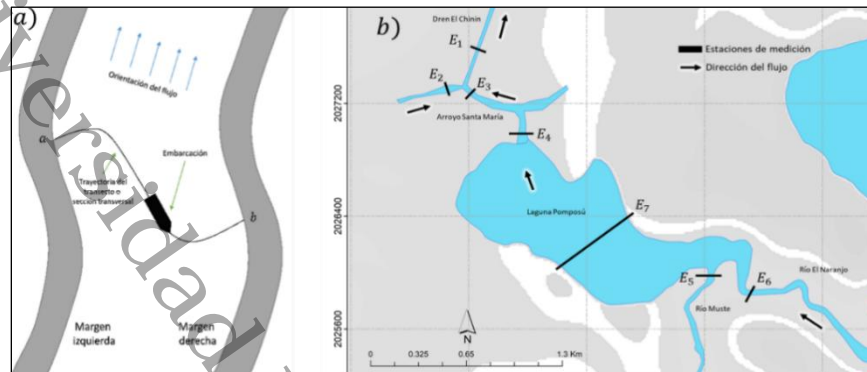 a)
Orientación del flujo
a
Embarcación
Trayectoria del
tramiecto o
sección transversal
b
Margen
izquierda
Margen
derecha
b)
Dren El Chinín
E1
E2
E3
Arroyo Santa María
E4
Estaciones de medición
Dirección del flujo
E7
Laguna Pomposú
E5
E6
Río El Naranjo
Río Muste
2027200
2026400
2025600
N
0 0.325 0.65 1.3 Km